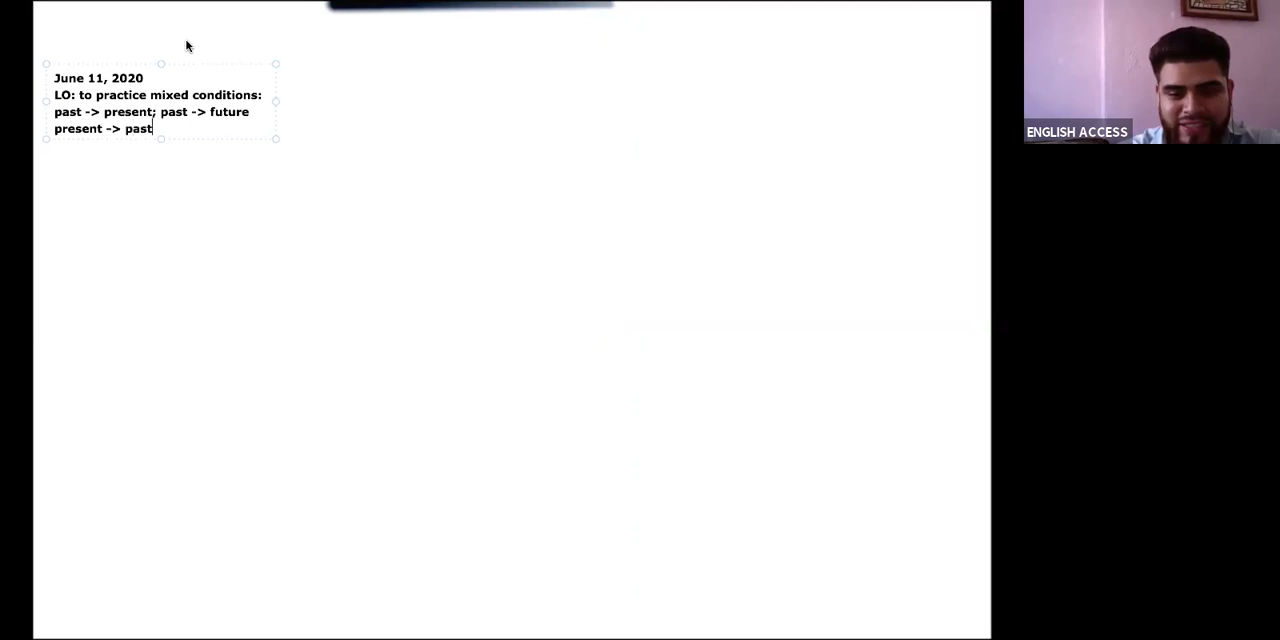 June 11, 2020
LO: to practice mixed conditions:
past -> present; past -> future
present -> past
ENGLISH ACCESS